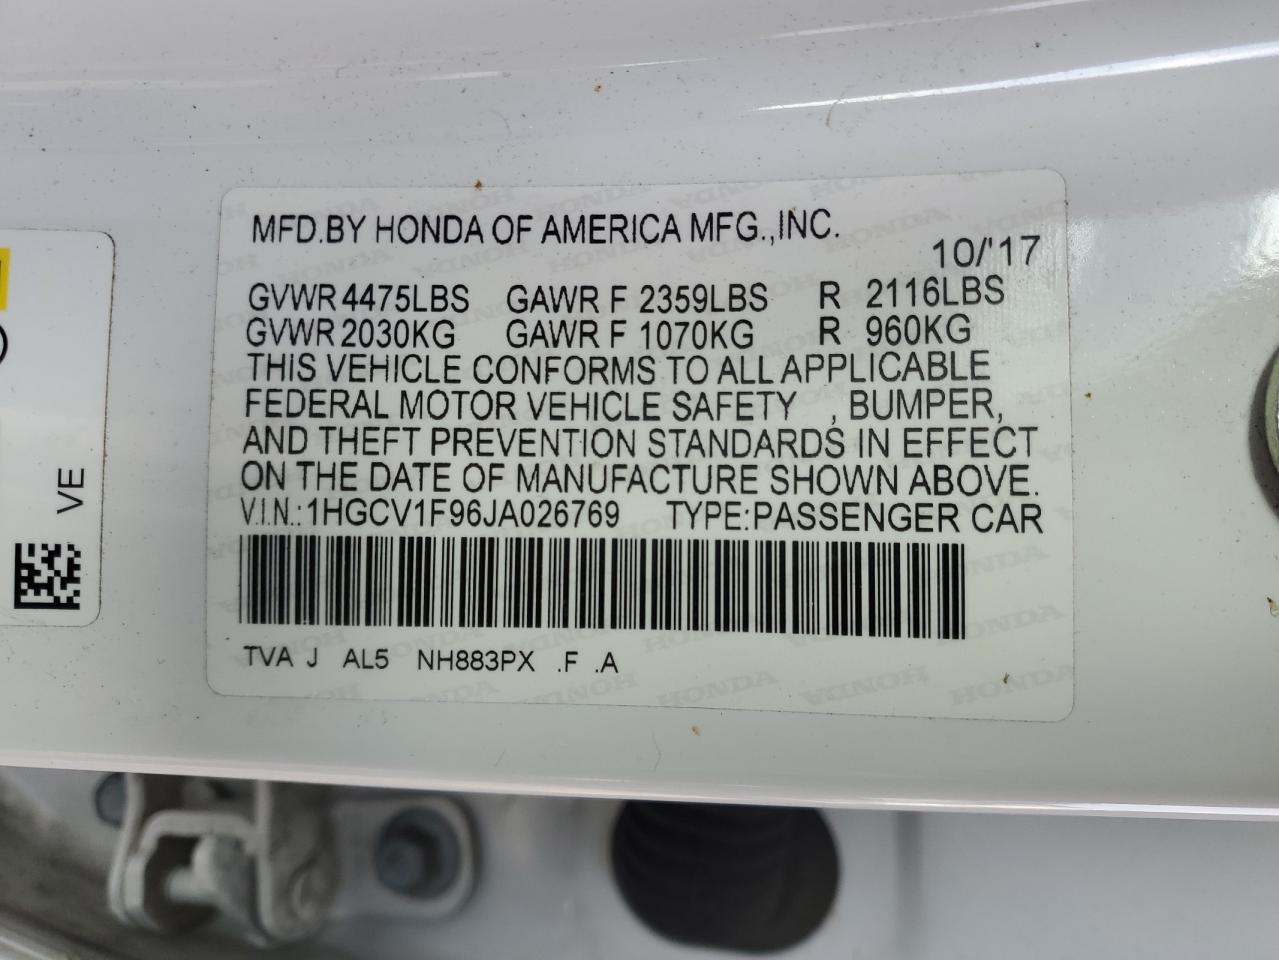 MFD.BY HONDA OF AMERICA MFG.,INC.
10/'17
GVWR 4475LBS GAWR F 2359LBS R 2116LBS
GVWR 2030KG GAWR F 1070KG R 960KG
THIS VEHICLE CONFORMS TO ALL APPLICABLE
FEDERAL MOTOR VEHICLE SAFETY , BUMPER,
AND THEFT PREVENTION STANDARDS IN EFFECT
ON THE DATE OF MANUFACTURE SHOWN ABOVE.
V.I.N.:1HGCV1F96JA026769 TYPE:PASSENGER CAR
TVA J AL5 NH883PX .F .A
VE